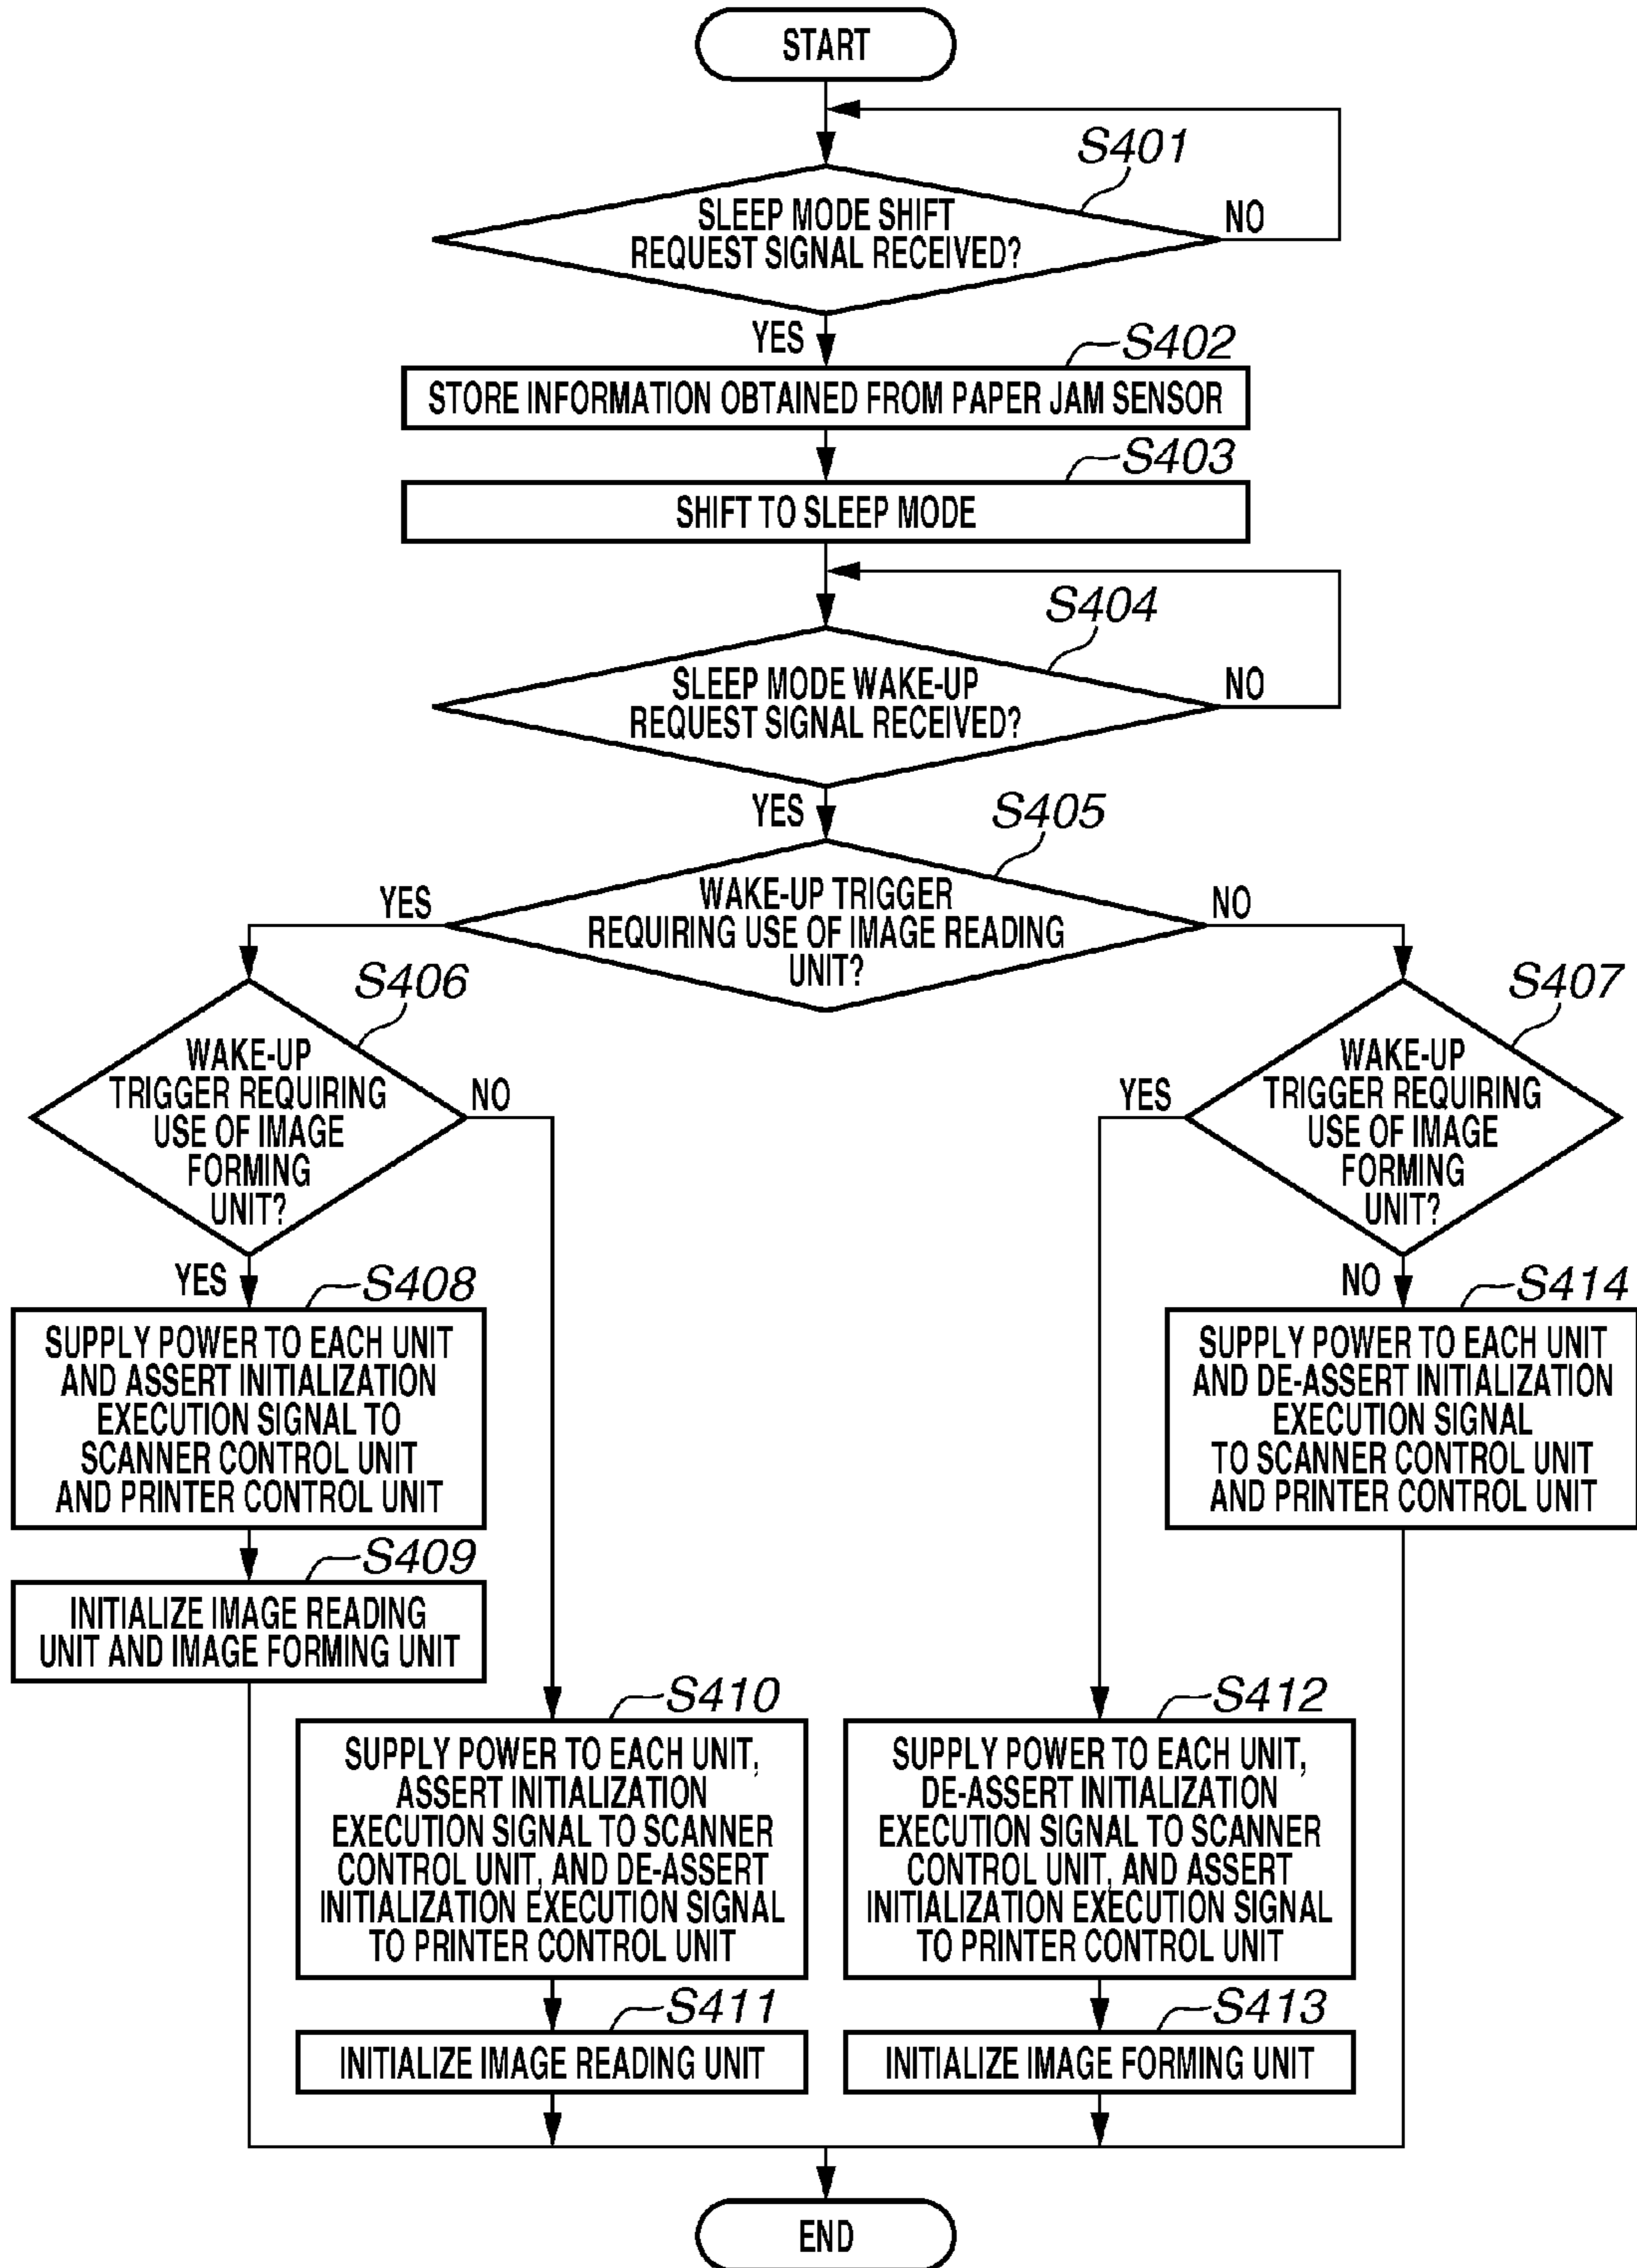 START
S401
SLEEP MODE SHIFT
REQUEST SIGNAL RECEIVED?
NO
YES
S402
STORE INFORMATION OBTAINED FROM PAPER JAM SENSOR
S403
SHIFT TO SLEEP MODE
S404
SLEEP MODE WAKE-UP
REQUEST SIGNAL RECEIVED?
NO
YES
S405
WAKE-UP TRIGGER
REQUIRING USE OF IMAGE READING
UNIT?
YES
NO
S406
WAKE-UP
TRIGGER REQUIRING
USE OF IMAGE
FORMING
UNIT?
NO
YES
S407
WAKE-UP
TRIGGER REQUIRING
USE OF IMAGE
FORMING
UNIT?
YES
NO
S408
SUPPLY POWER TO EACH UNIT
AND ASSERT INITIALIZATION
EXECUTION SIGNAL TO
SCANNER CONTROL UNIT
AND PRINTER CONTROL UNIT
S414
SUPPLY POWER TO EACH UNIT
AND DE-ASSERT INITIALIZATION
EXECUTION SIGNAL
TO SCANNER CONTROL UNIT
AND PRINTER CONTROL UNIT
S409
INITIALIZE IMAGE READING
UNIT AND IMAGE FORMING UNIT
S410
SUPPLY POWER TO EACH UNIT,
ASSERT INITIALIZATION
EXECUTION SIGNAL TO SCANNER
CONTROL UNIT, AND DE-ASSERT
INITIALIZATION EXECUTION SIGNAL
TO PRINTER CONTROL UNIT
S412
SUPPLY POWER TO EACH UNIT,
DE-ASSERT INITIALIZATION
EXECUTION SIGNAL TO SCANNER
CONTROL UNIT, AND ASSERT
INITIALIZATION EXECUTION SIGNAL
TO PRINTER CONTROL UNIT
S411
INITIALIZE IMAGE READING UNIT
S413
INITIALIZE IMAGE FORMING UNIT
END